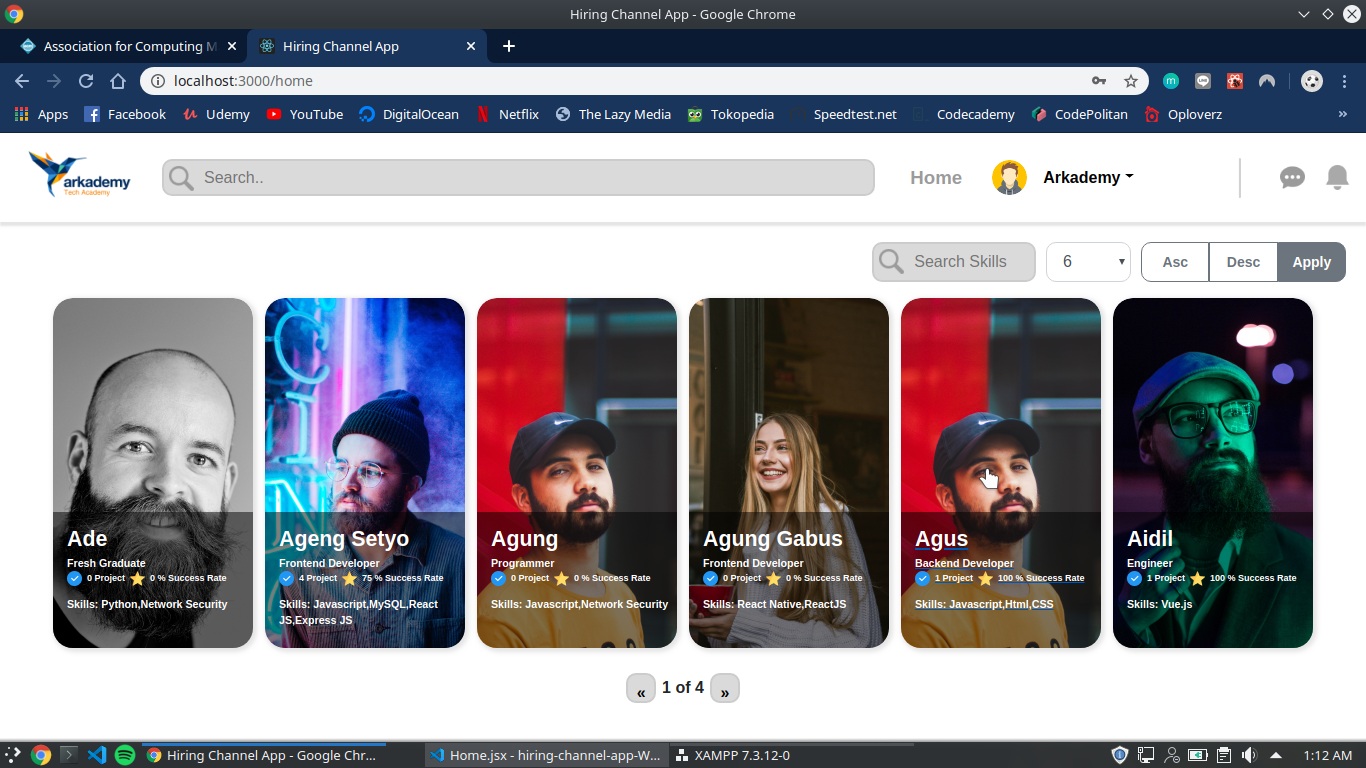 Hiring Channel App - Google Chrome
Association for Computing M
Hiring Channel App
localhost:3000/home
m
LINE
Apps
Facebook
Udemy
YouTube
DigitalOcean
Netflix
The Lazy Media
Tokopedia
Speedtest.net
Codecademy
CodePolitan
Oploverz
»
arkademy
Tech Academy
Search..
Home
Arkademy
Search Skills
6
Asc
Desc
Apply
Ade
Fresh Graduate
0 Project 0 % Success Rate
Skills: Python,Network Security
Ageng Setyo
Frontend Developer
4 Project 75 % Success Rate
Skills: Javascript,MySQL,React
JS,Express JS
Agung
Programmer
0 Project 0 % Success Rate
Skills: Javascript,Network Security
Agung Gabus
Frontend Developer
0 Project 0 % Success Rate
Skills: React Native,ReactJS
Agus
Backend Developer
1 Project 100 % Success Rate
Skills: Javascript,Html,CSS
Aidil
Engineer
1 Project 100 % Success Rate
Skills: Vue.js
« 1 of 4 »
Hiring Channel App - Google Chr...
Home.jsx - hiring-channel-app-W...
XAMPP 7.3.12-0
1:12 AM